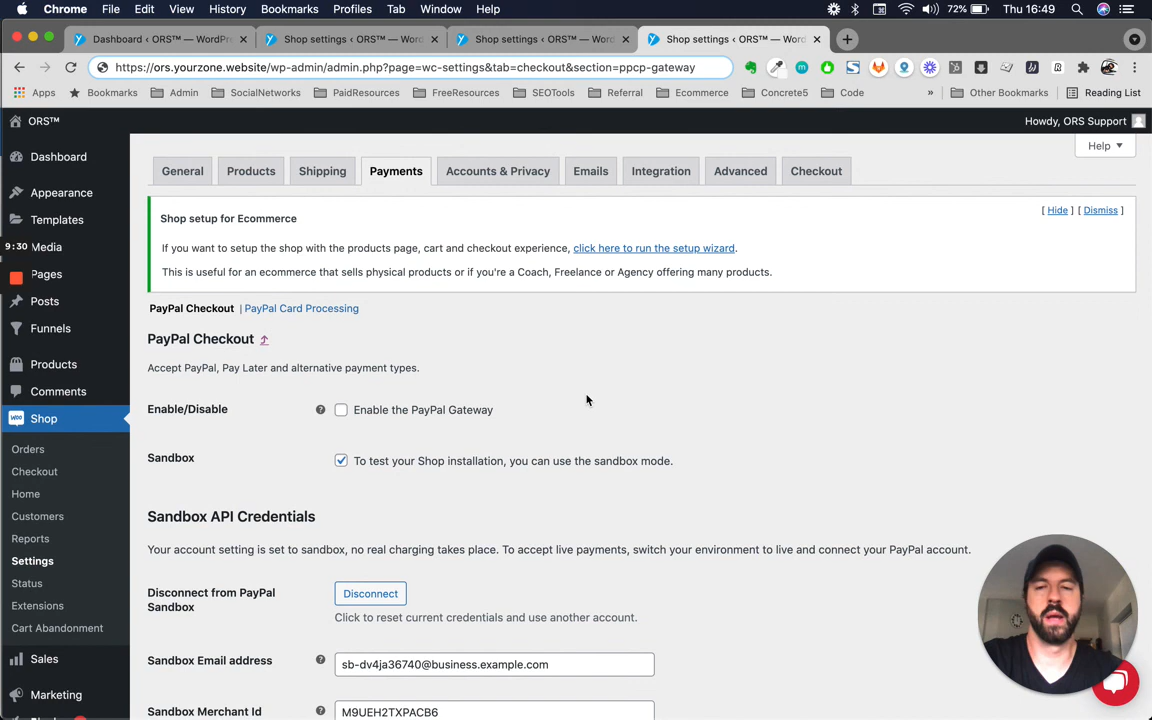 Chrome File Edit View History Bookmarks Profiles Tab Window Help 72% Thu 16:49
Dashboard ‹ ORS™ — WordPr
Shop settings ‹ ORS™ — Word
Shop settings ‹ ORS™ — Word
Shop settings ‹ ORS™ — Word
https://ors.yourzone.website/wp-admin/admin.php?page=wc-settings&tab=checkout&section=ppcp-gateway
Apps Bookmarks Admin SocialNetworks PaidResources FreeResources SEOTools Referral Ecommerce Concrete5 Code » Other Bookmarks Reading List
ORS™
Howdy, ORS Support
Help
Dashboard
Appearance
Templates
9:30
Media
Pages
Posts
Funnels
Products
Comments
Woo
Shop
Orders
Checkout
Home
Customers
Reports
Settings
Status
Extensions
Cart Abandonment
Sales
Marketing
General Products Shipping Payments Accounts & Privacy Emails Integration Advanced Checkout
Shop setup for Ecommerce
[ Hide ] [ Dismiss ]
If you want to setup the shop with the products page, cart and checkout experience, click here to run the setup wizard.
This is useful for an ecommerce that sells physical products or if you're a Coach, Freelance or Agency offering many products.
PayPal Checkout | PayPal Card Processing
PayPal Checkout
Accept PayPal, Pay Later and alternative payment types.
Enable/Disable
Enable the PayPal Gateway
Sandbox
To test your Shop installation, you can use the sandbox mode.
Sandbox API Credentials
Your account setting is set to sandbox, no real charging takes place. To accept live payments, switch your environment to live and connect your PayPal account.
Disconnect from PayPal
Sandbox
Disconnect
Click to reset current credentials and use another account.
Sandbox Email address
sb-dv4ja36740@business.example.com
Sandbox Merchant Id
M9UEH2TXPACB6